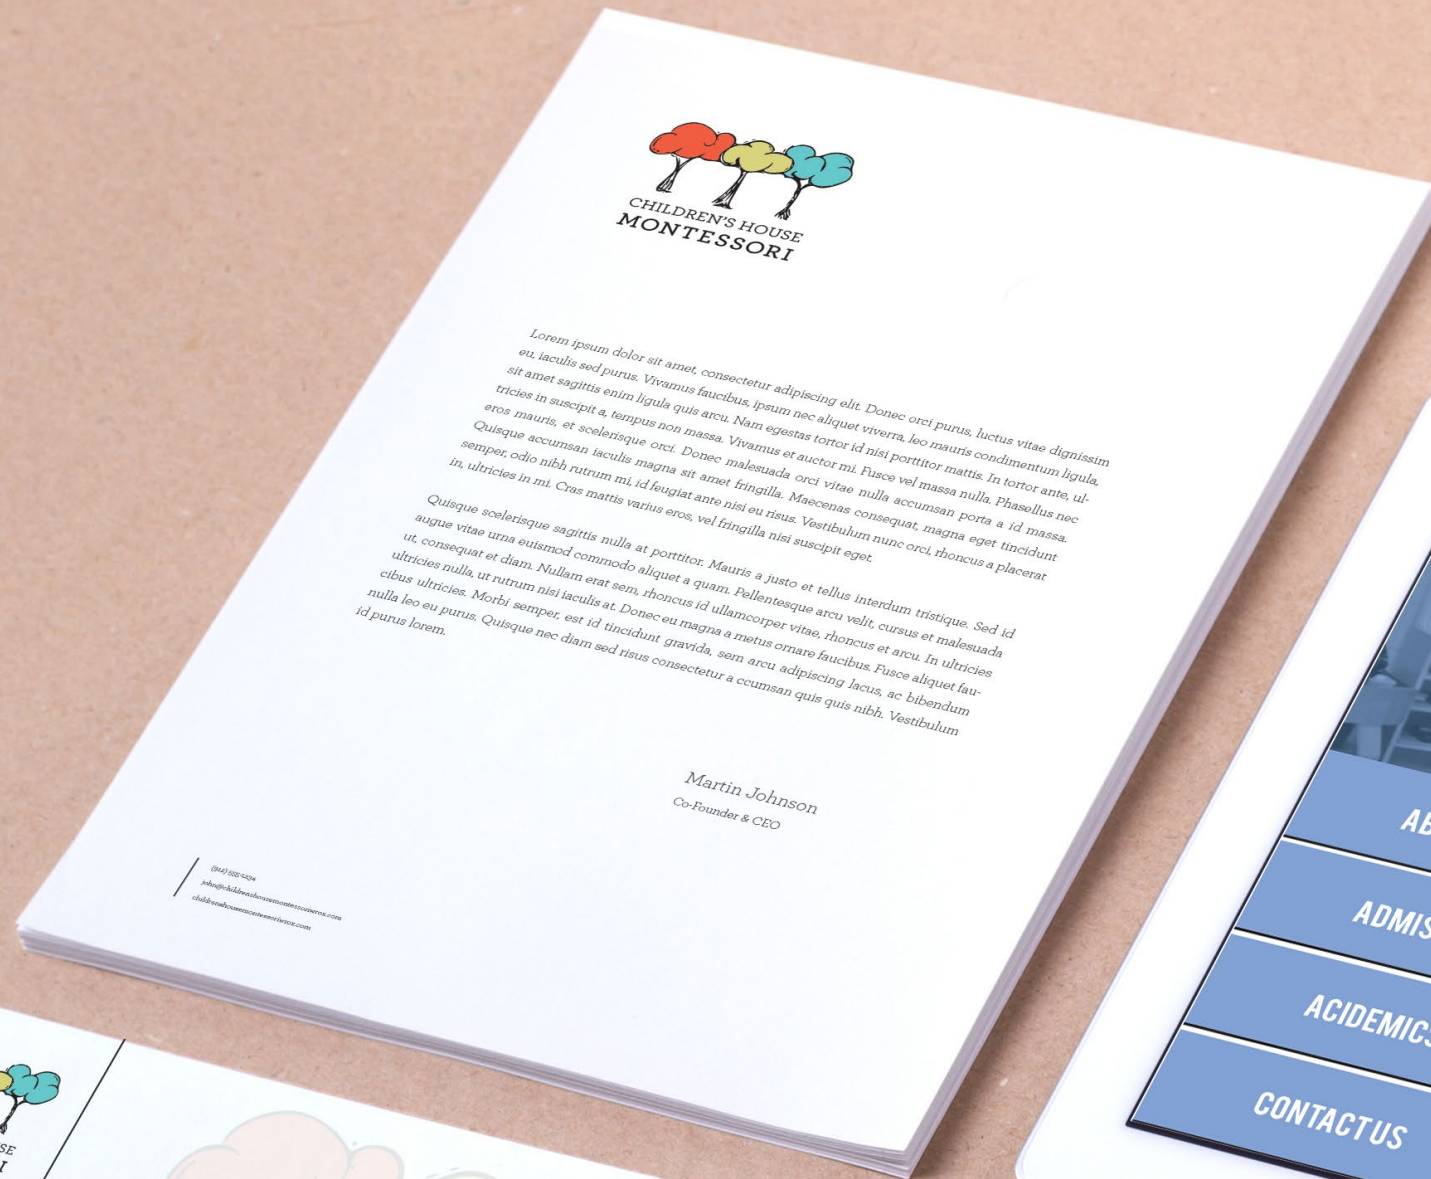 CHILDREN'S HOUSE
MONTESSORI
Lorem ipsum dolor sit amet, consectetur adipiscing elit. Donec orci purus, luctus vitae dignissim
eu, iaculis sed purus. Vivamus faucibus, ipsum nec aliquet viverra, leo mauris condimentum ligula,
sit amet sagittis enim ligula quis arcu. Nam egestas tortor id nisi porttitor mattis. In tortor ante, ul-
tricies in suscipit a, tempus non massa. Vivamus et auctor mi. Fusce vel massa nulla. Phasellus nec
eros mauris, et scelerisque orci. Donec malesuada orci vitae nulla accumsan porta a id massa.
Quisque accumsan iaculis magna sit amet fringilla. Maecenas consequat, magna eget tincidunt
semper, odio nibh rutrum mi, id feugiat ante nisi eu risus. Vestibulum nunc orci, rhoncus a placerat
in, ultricies in mi. Cras mattis varius eros, vel fringilla nisi suscipit eget.
Quisque scelerisque sagittis nulla at porttitor. Mauris a justo et tellus interdum tristique. Sed id
augue vitae urna euismod commodo aliquet a quam. Pellentesque arcu velit, cursus et malesuada
ut, consequat et diam. Nullam erat sem, rhoncus id ullamcorper vitae, rhoncus et arcu. In ultricies
ultricies nulla, ut rutrum nisi iaculis at. Donec eu magna a metus ornare faucibus. Fusce aliquet fau-
cibus ultricies. Morbi semper, est id tincidunt gravida, sem arcu adipiscing lacus, ac bibendum
nulla leo eu purus. Quisque nec diam sed risus consectetur a ccumsan quis quis nibh. Vestibulum
id purus lorem.
Martin Johnson
Co-Founder & CEO
(912) 555-1234
AB
ADMIS
ACIDEMICS
CONTACT US
SE
I